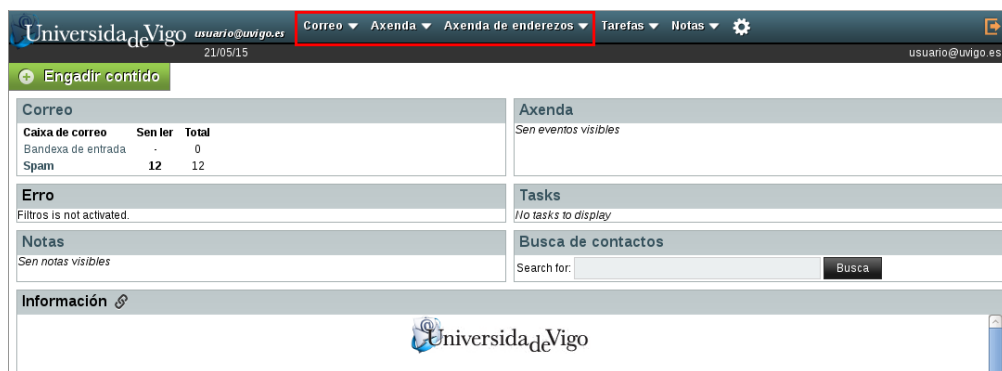 Universidade Vigo usuario@uvigo.es Correo Axenda Axenda de enderezos Tarefas Notas
21/05/15 usuario@uvigo.es
Engadir contido
Correo
Caixa de correo Sen ler Total
Bandexa de entrada - 0
Spam 12 12
Axenda
Sen eventos visibles
Erro
Filtros is not activated.
Tasks
No tasks to display
Notas
Sen notas visibles
Busca de contactos
Search for: Busca
Información
Universidade Vigo